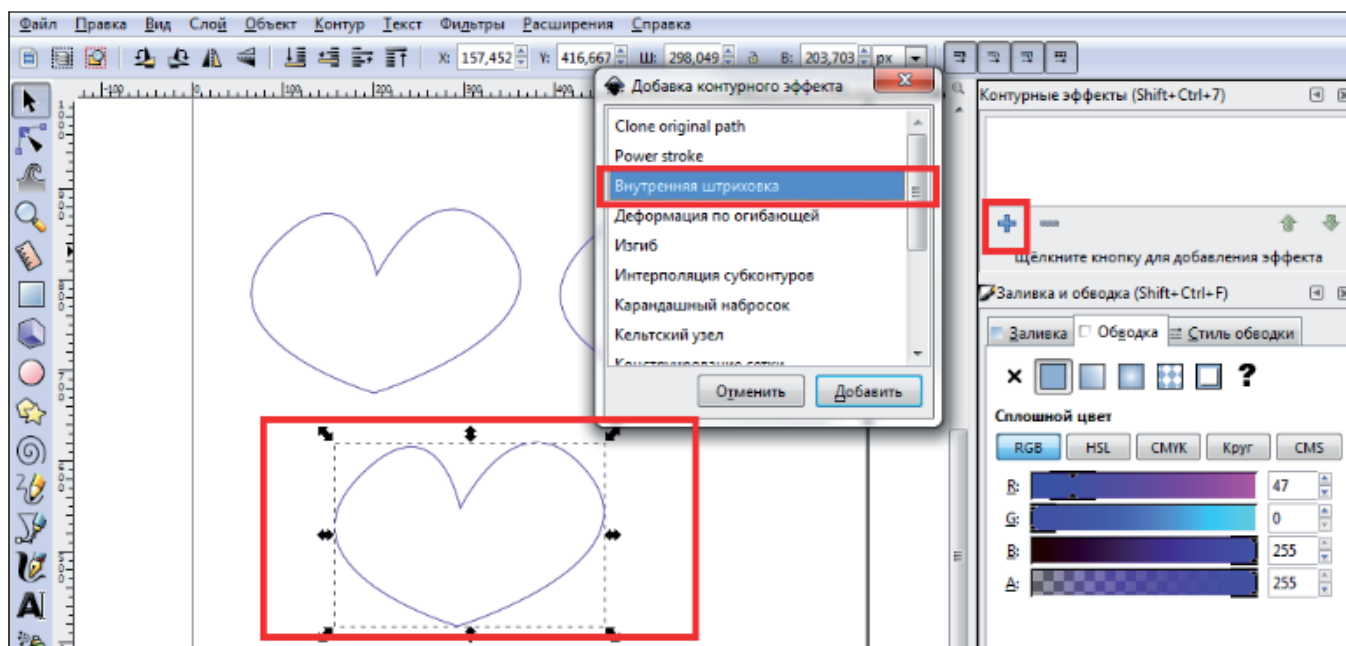 Файл Правка Вид Слой Объект Контур Текст Фильтры Расширения Справка
X: 157,452 Y: 416,667 Ш: 298,049 В: 203,703 px
Добавка контурного эффекта
Clone original path
Power stroke
Внутренняя штриховка
Деформация по огибающей
Изгиб
Интерполяция субконтуров
Карандашный набросок
Кельтский узел
Конструирование сетки
Отменить Добавить
Контурные эффекты (Shift+Ctrl+7)
Щёлкните кнопку для добавления эффекта
Заливка и обводка (Shift+Ctrl+F)
Заливка Обводка Стиль обводки
Сплошной цвет
RGB HSL CMYK Круг CMS
R: 47
G: 0
B: 255
A: 255